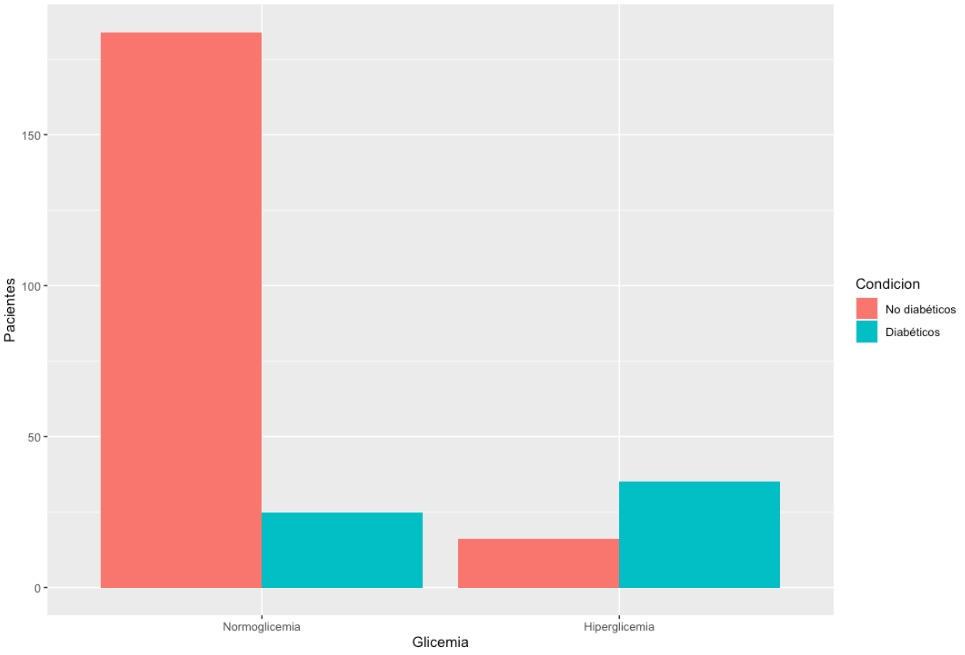 150
100
50
0
Pacientes
Normoglicemia
Hiperglicemia
Glicemia
Condicion
No diabéticos
Diabéticos